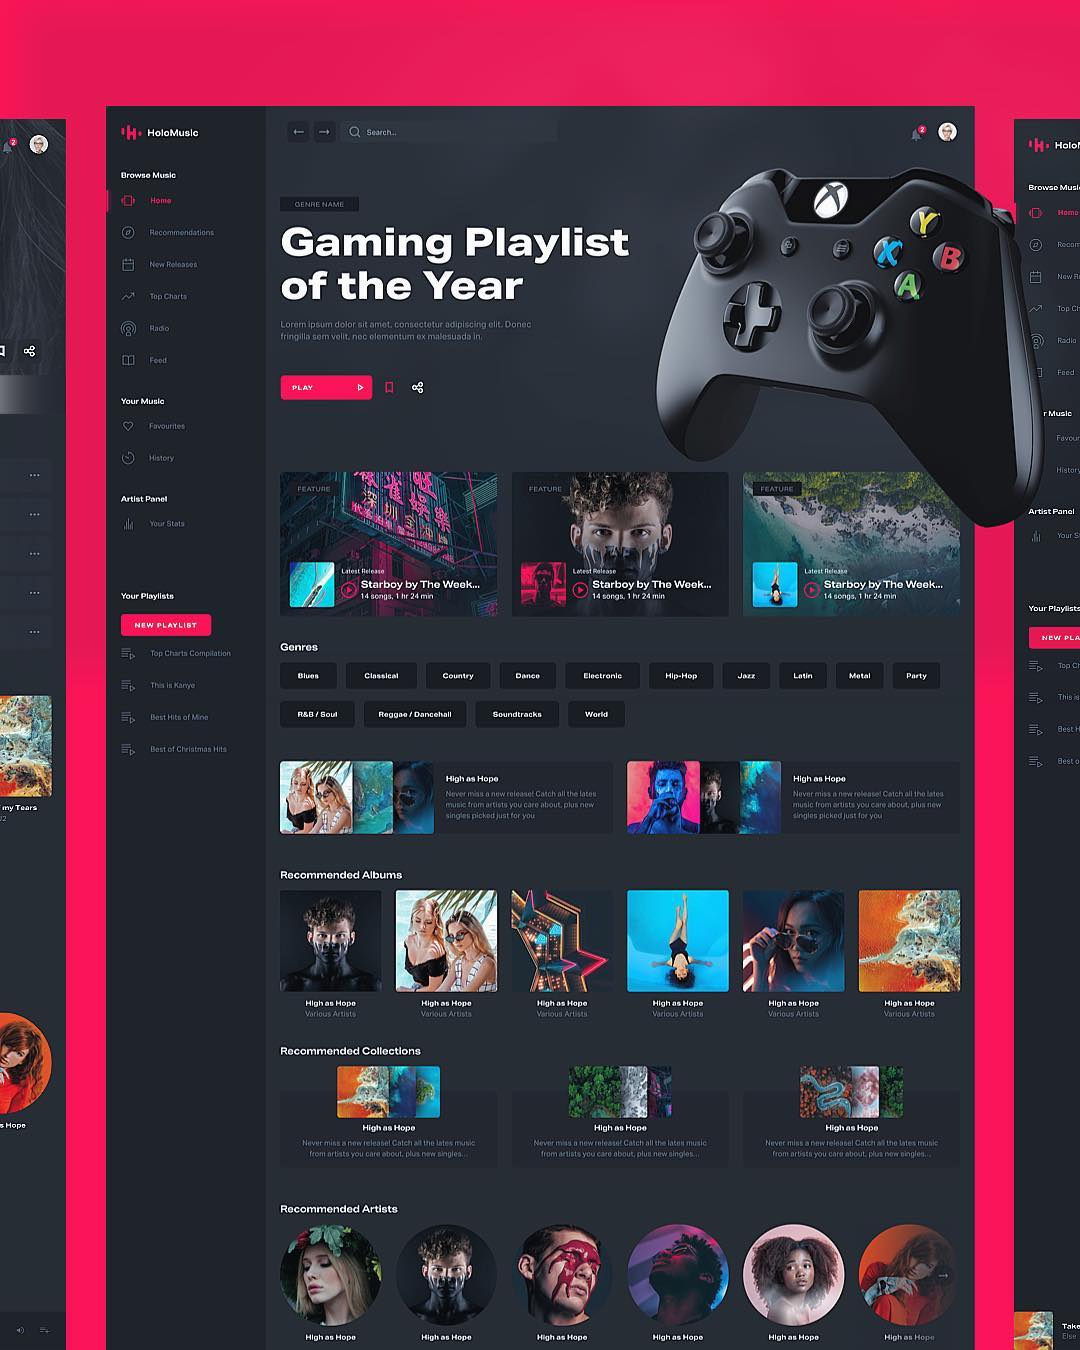 2
HoloMusic
Search...
2
Browse Music
Home
Recommendations
New Releases
Top Charts
Radio
Feed
Your Music
Favourites
History
Artist Panel
Your Stats
Your Playlists
NEW PLAYLIST
Top Charts Compilation
This is Kanye
Best Hits of Mine
Best of Christmas Hits
GENRE NAME
Gaming Playlist
of the Year
Lorem ipsum dolor sit amet, consectetur adipiscing elit. Donec
fringilla sem velit, nec elementum ex malesuada in.
PLAY
Y
X
B
A
FEATURE
Latest Release
Starboy by The Week...
14 songs, 1 hr 24 min
FEATURE
Latest Release
Starboy by The Week...
14 songs, 1 hr 24 min
FEATURE
Latest Release
Starboy by The Week...
14 songs, 1 hr 24 min
Genres
Blues
Classical
Country
Dance
Electronic
Hip-Hop
Jazz
Latin
Metal
Party
R&B / Soul
Reggae / Dancehall
Soundtracks
World
High as Hope
Never miss a new release! Catch all the lates
music from artists you care about, plus new
singles picked just for you
High as Hope
Never miss a new release! Catch all the lates
music from artists you care about, plus new
singles picked just for you
Recommended Albums
High as Hope
Various Artists
High as Hope
Various Artists
High as Hope
Various Artists
High as Hope
Various Artists
High as Hope
Various Artists
High as Hope
Various Artists
Recommended Collections
High as Hope
Never miss a new release! Catch all the lates music
from artists you care about, plus new singles...
High as Hope
Never miss a new release! Catch all the lates music
from artists you care about, plus new singles...
High as Hope
Never miss a new release! Catch all the lates music
from artists you care about, plus new singles...
Recommended Artists
High as Hope
High as Hope
High as Hope
High as Hope
High as Hope
High as Hope
my Tears
s Hope
Browse Music
Home
Radio
Feed
r Music
History
Artist Panel
Your St
Your Playlists
NEW PLA
Top Ch
This is
Best H
Best o
Take
Else